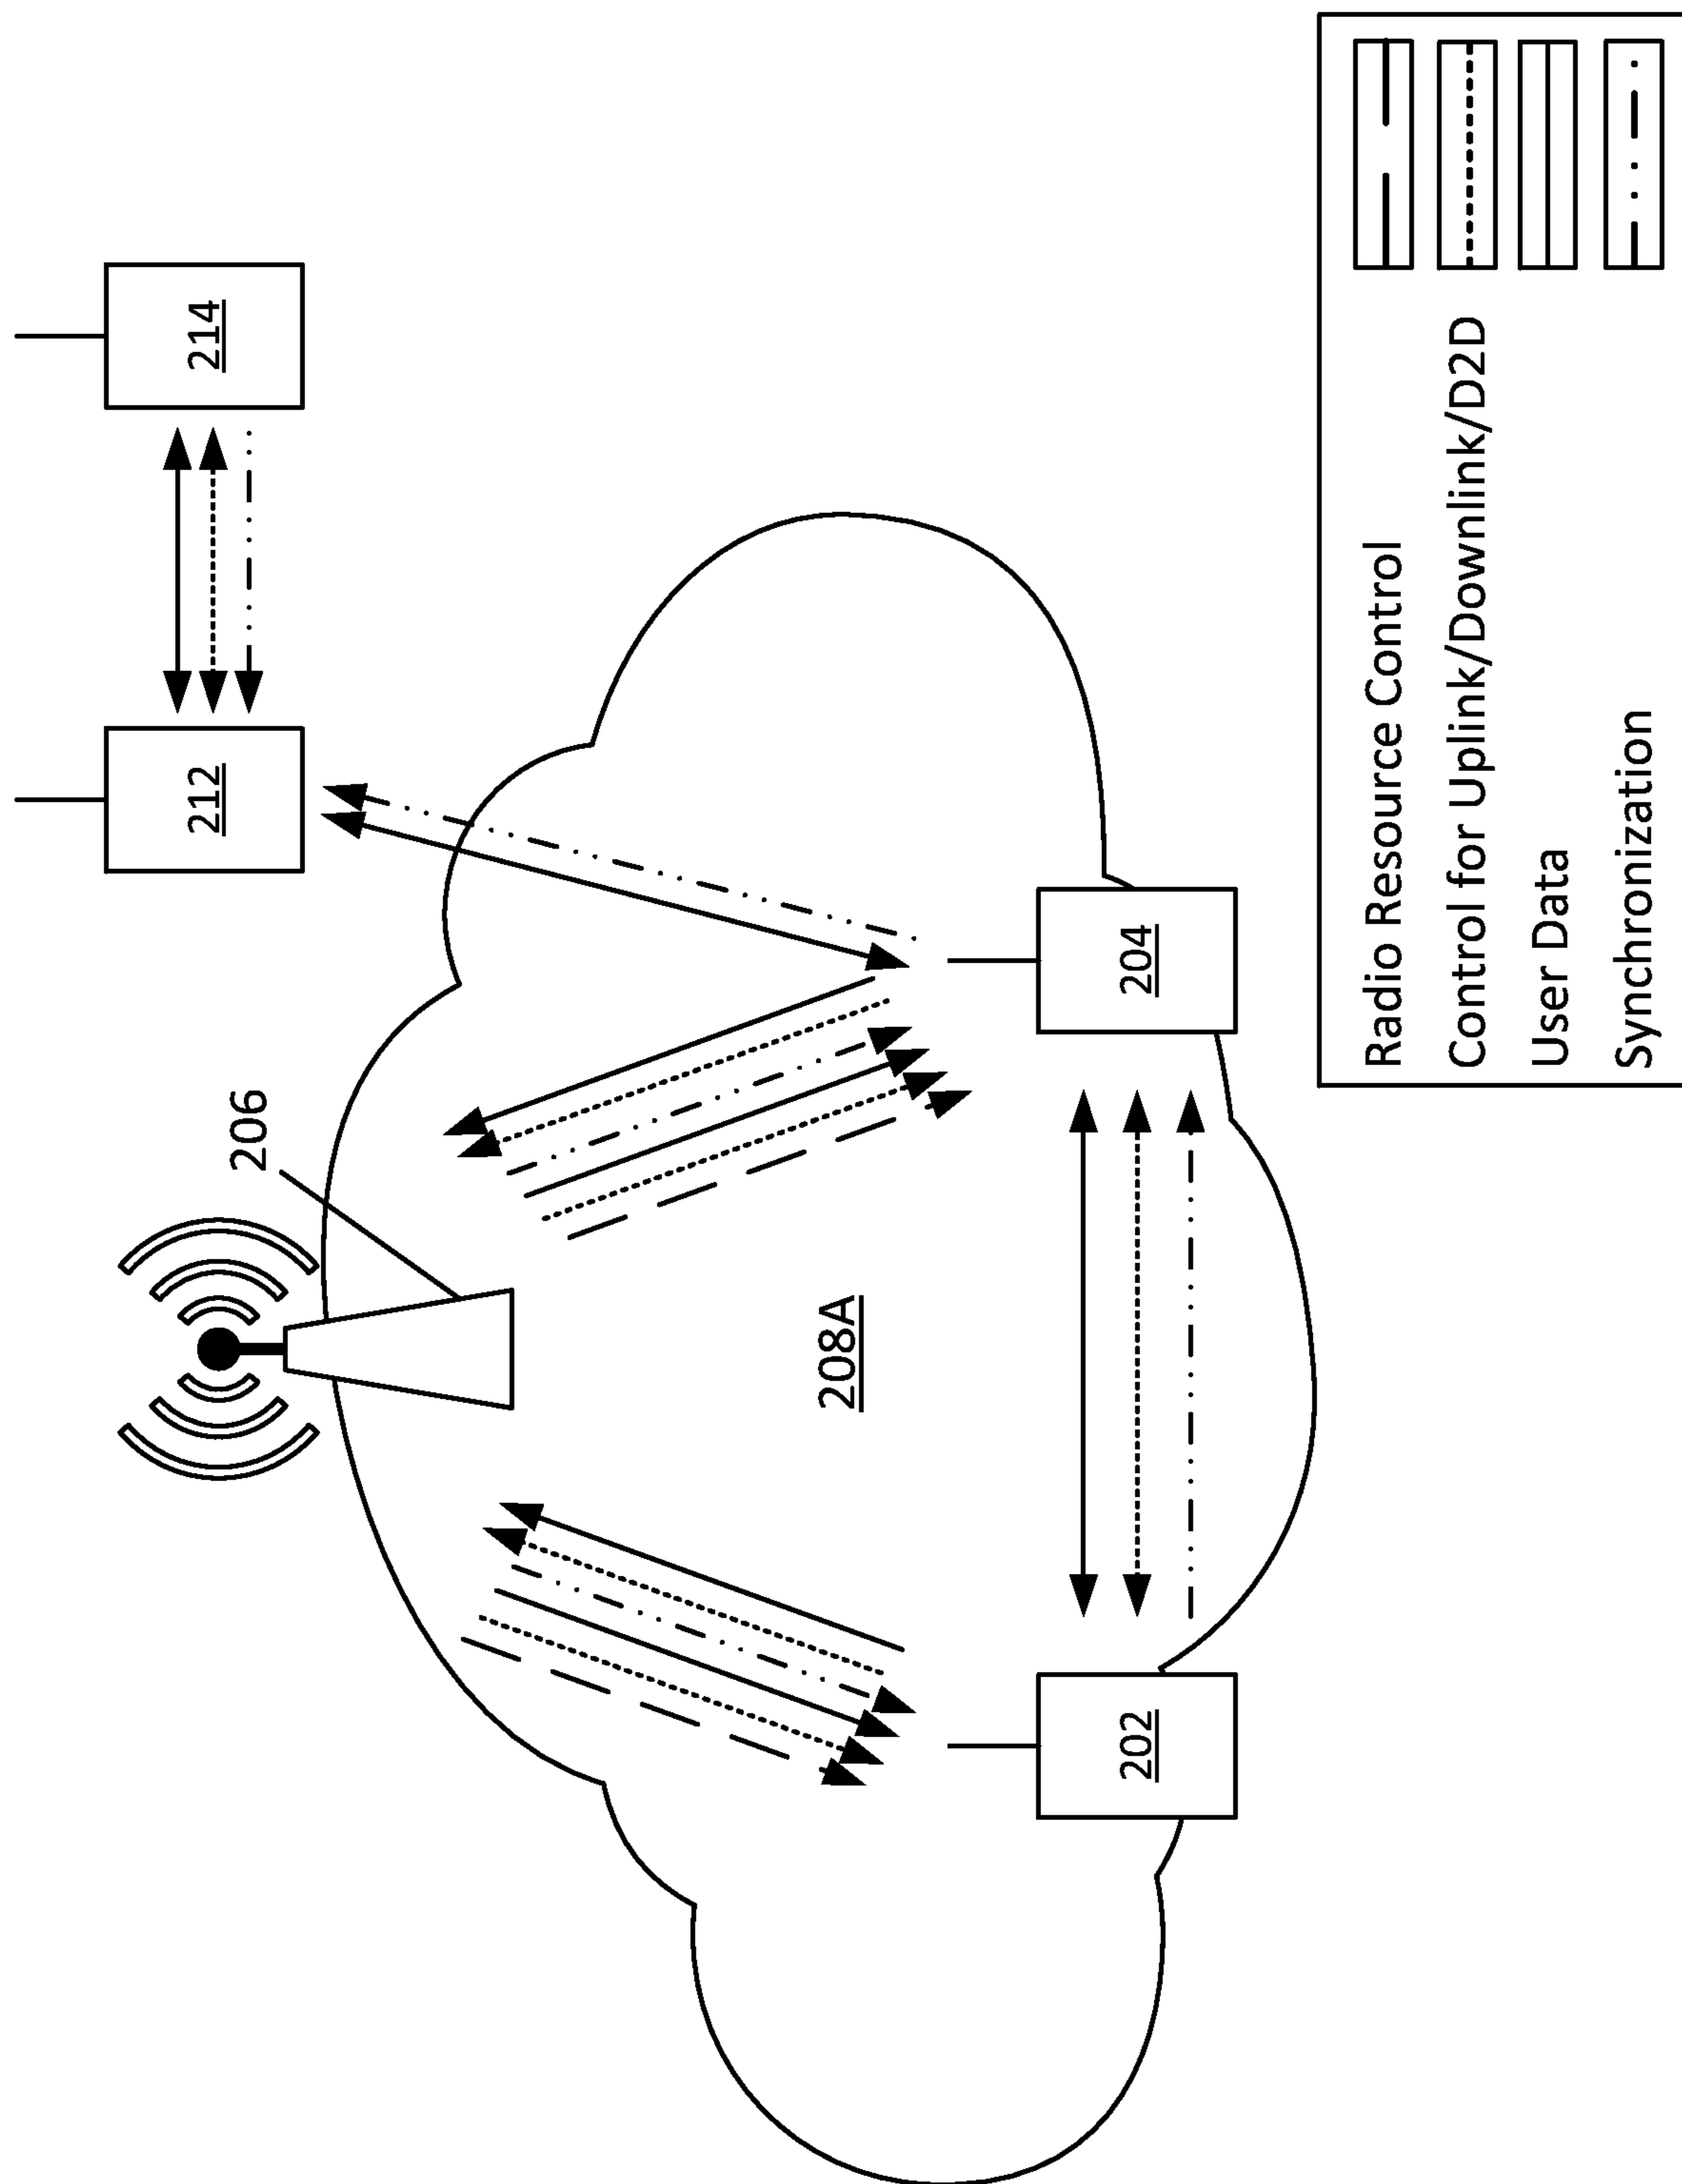 206
212
214
208A
202
204
Radio Resource Control
Control for Uplink/Downlink/D2D
User Data
Synchronization